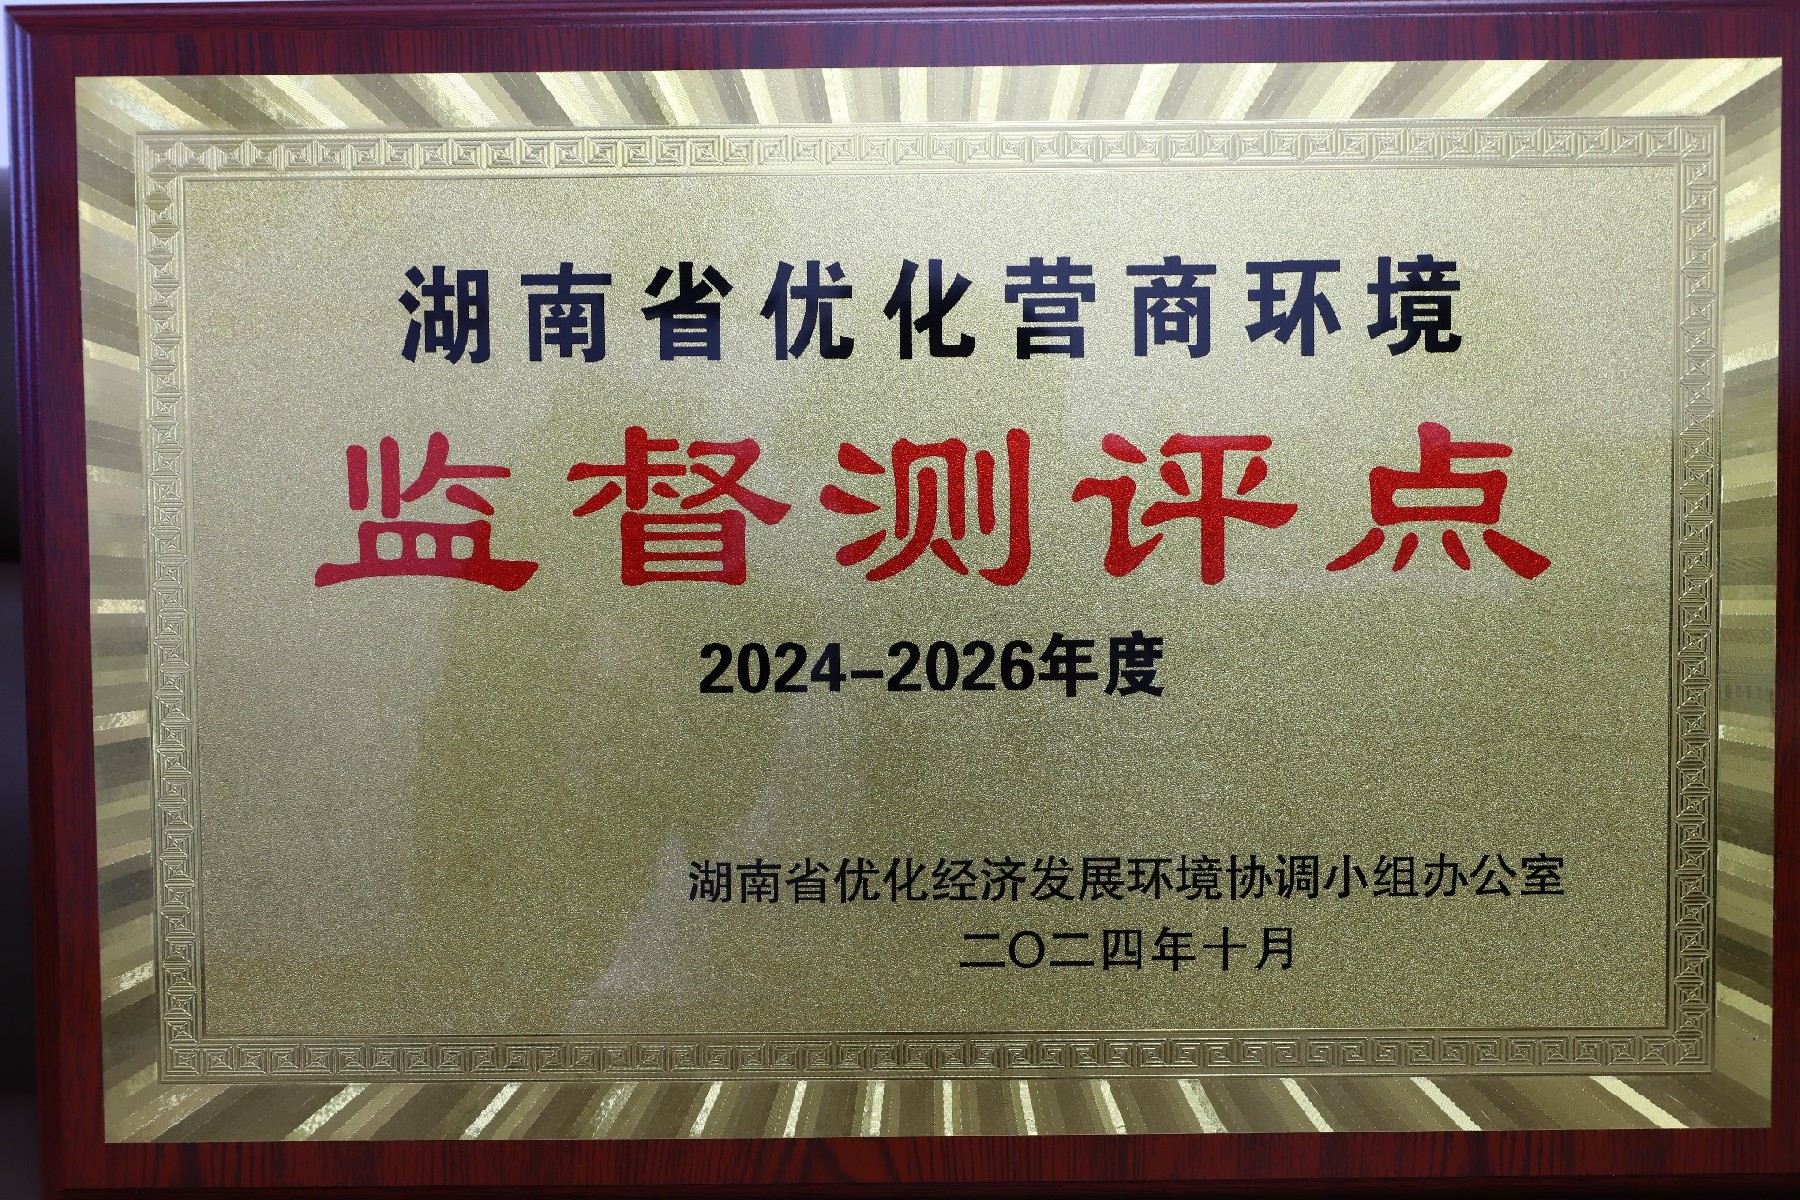 湖南省优化营商环境
监督测评点
2024-2026年度
湖南省优化经济发展环境协调小组办公室
二〇二四年十月